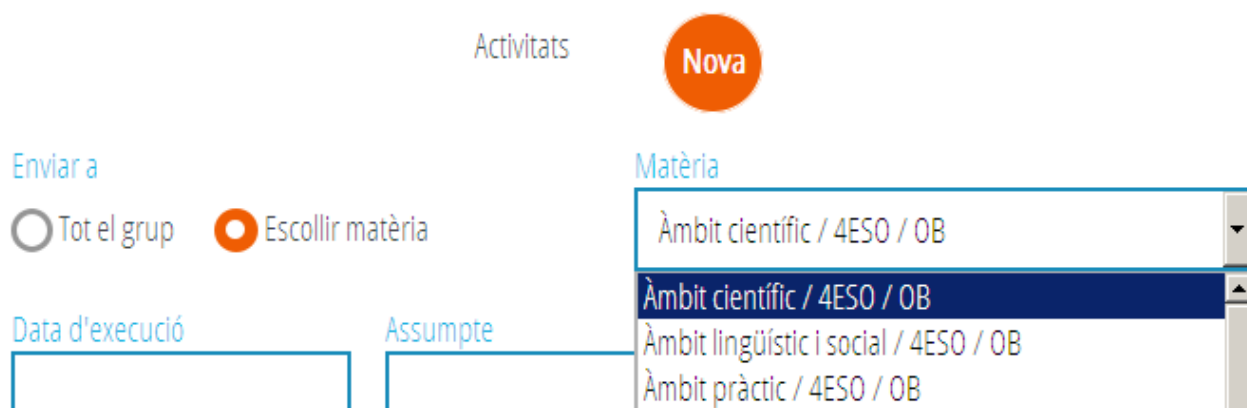 Activitats
Nova
Enviar a
Matèria
Tot el grup
Escollir matèria
Àmbit científic / 4ESO / OB
Àmbit científic / 4ESO / OB
Data d'execució
Assumpte
Àmbit lingüístic i social / 4ESO / OB
Àmbit pràctic / 4ESO / OB